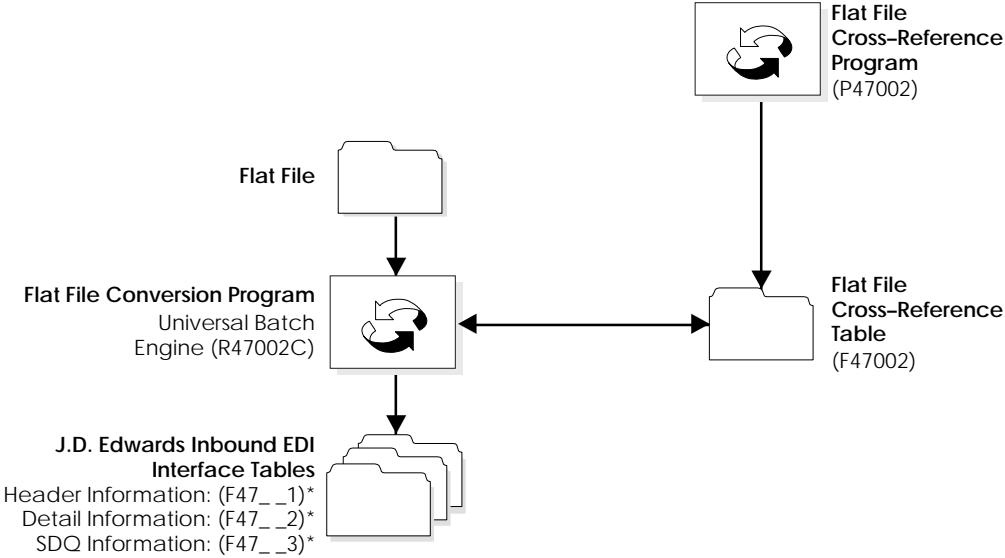 Flat File
Cross–Reference
Program
(P47002)
Flat File
Flat File Conversion Program
Universal Batch
Engine (R47002C)
Flat File
Cross–Reference
Table
(F47002)
J.D. Edwards Inbound EDI
Interface Tables
Header Information: (F47_ _1)*
Detail Information: (F47_ _2)*
SDQ Information: (F47_ _3)*